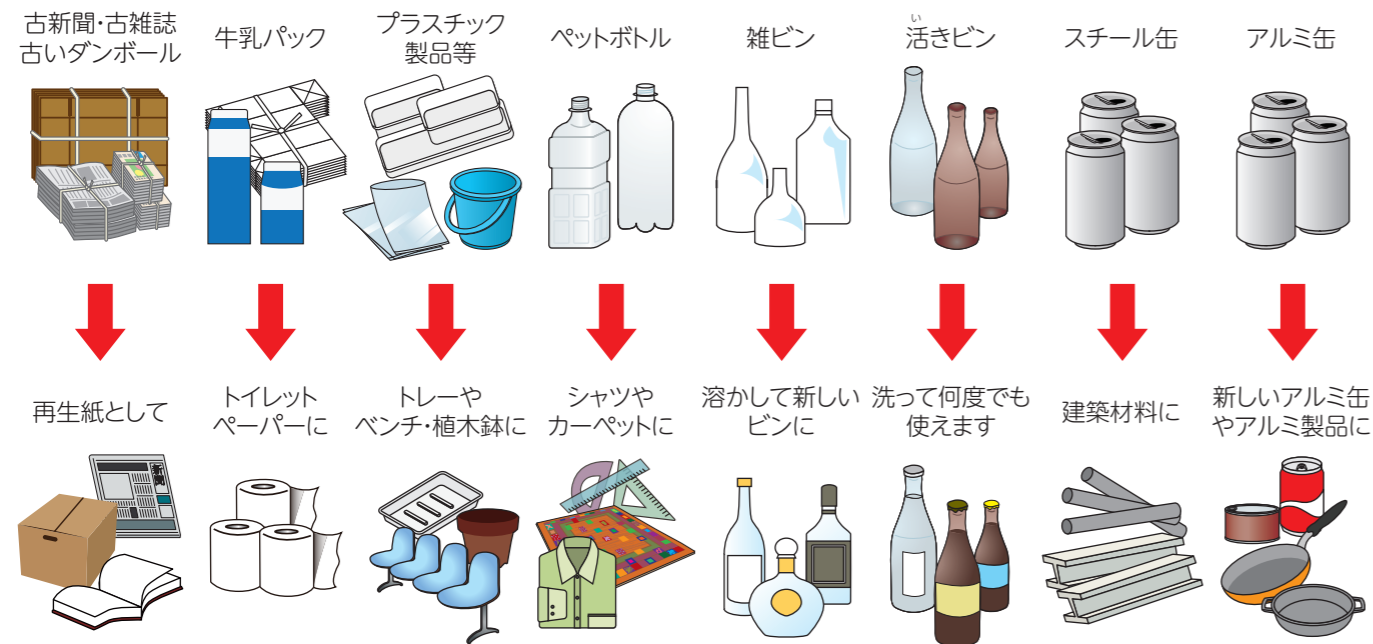 古新聞・古雑誌
古いダンボール
牛乳パック
プラスチック
製品等
ペットボトル
雑ビン
い
活きビン
スチール缶
アルミ缶
再生紙として
トイレット
ペーパーに
トレーや
ベンチ・植木鉢に
シャツや
カーペットに
溶かして新しい
ビンに
洗って何度でも
使えます
建築材料に
新しいアルミ缶
やアルミ製品に
新聞